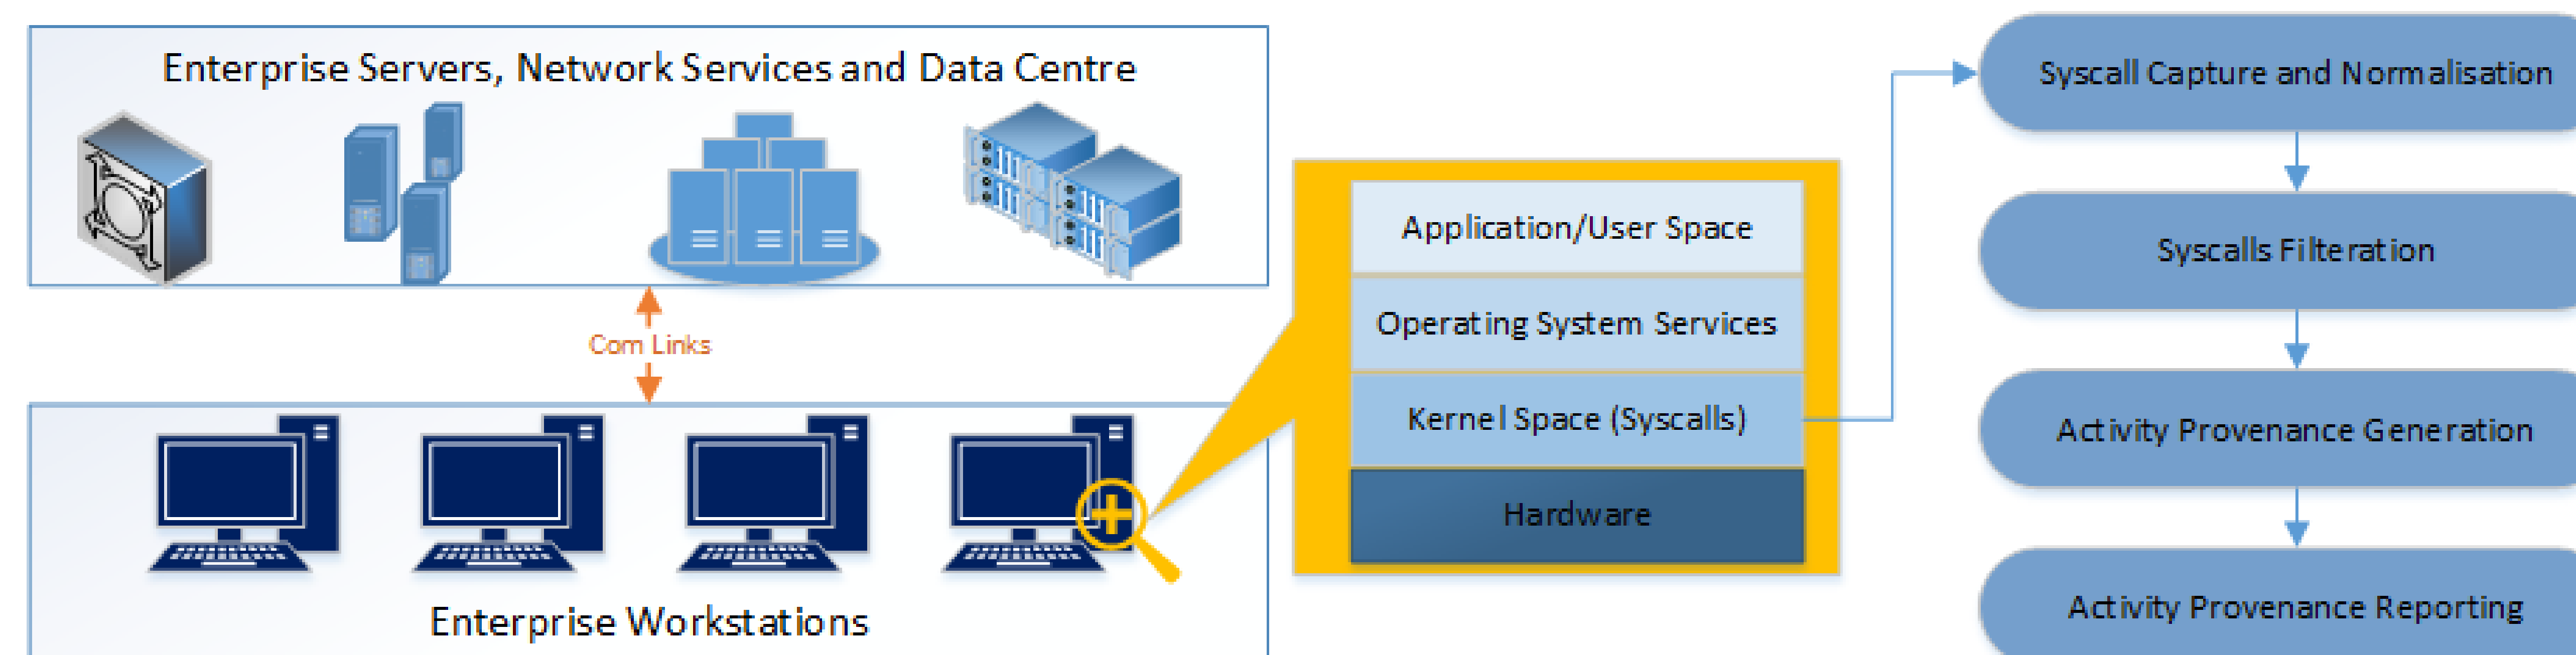 Enterprise Servers, Network Services and Data Centre
Com Links
Enterprise Workstations
Application/User Space
Operating System Services
Kernel Space (Syscalls)
Hardware
Syscall Capture and Normalisation
Syscalls Filteration
Activity Provenance Generation
Activity Provenance Reporting